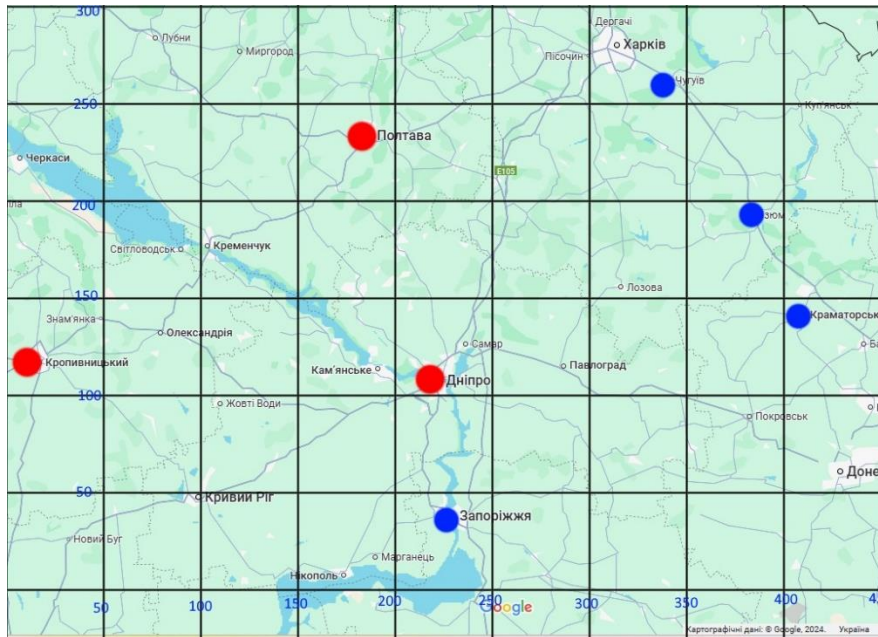 300
Дергачі
Лубни
Миргород
Харків
Пісочин
Чугуїв
250
Куп'янськ
Полтава
Черкаси
E105
200
зюм
Кременчук
Світловодськ
150
Лозова
Знам'янка
Краматорськ
Олександрія
Самар
Кропивницький
Кам'янське
Павлоград
Дніпро
100
Жовті Води
Покровськ
Доне
50
Кривий Ріг
Запоріжжя
Новий Буг
Марганець
Нікополь
50 100 150 200 250 300 350 400
Google
Картографічні дані: © Google, 2024. Україна